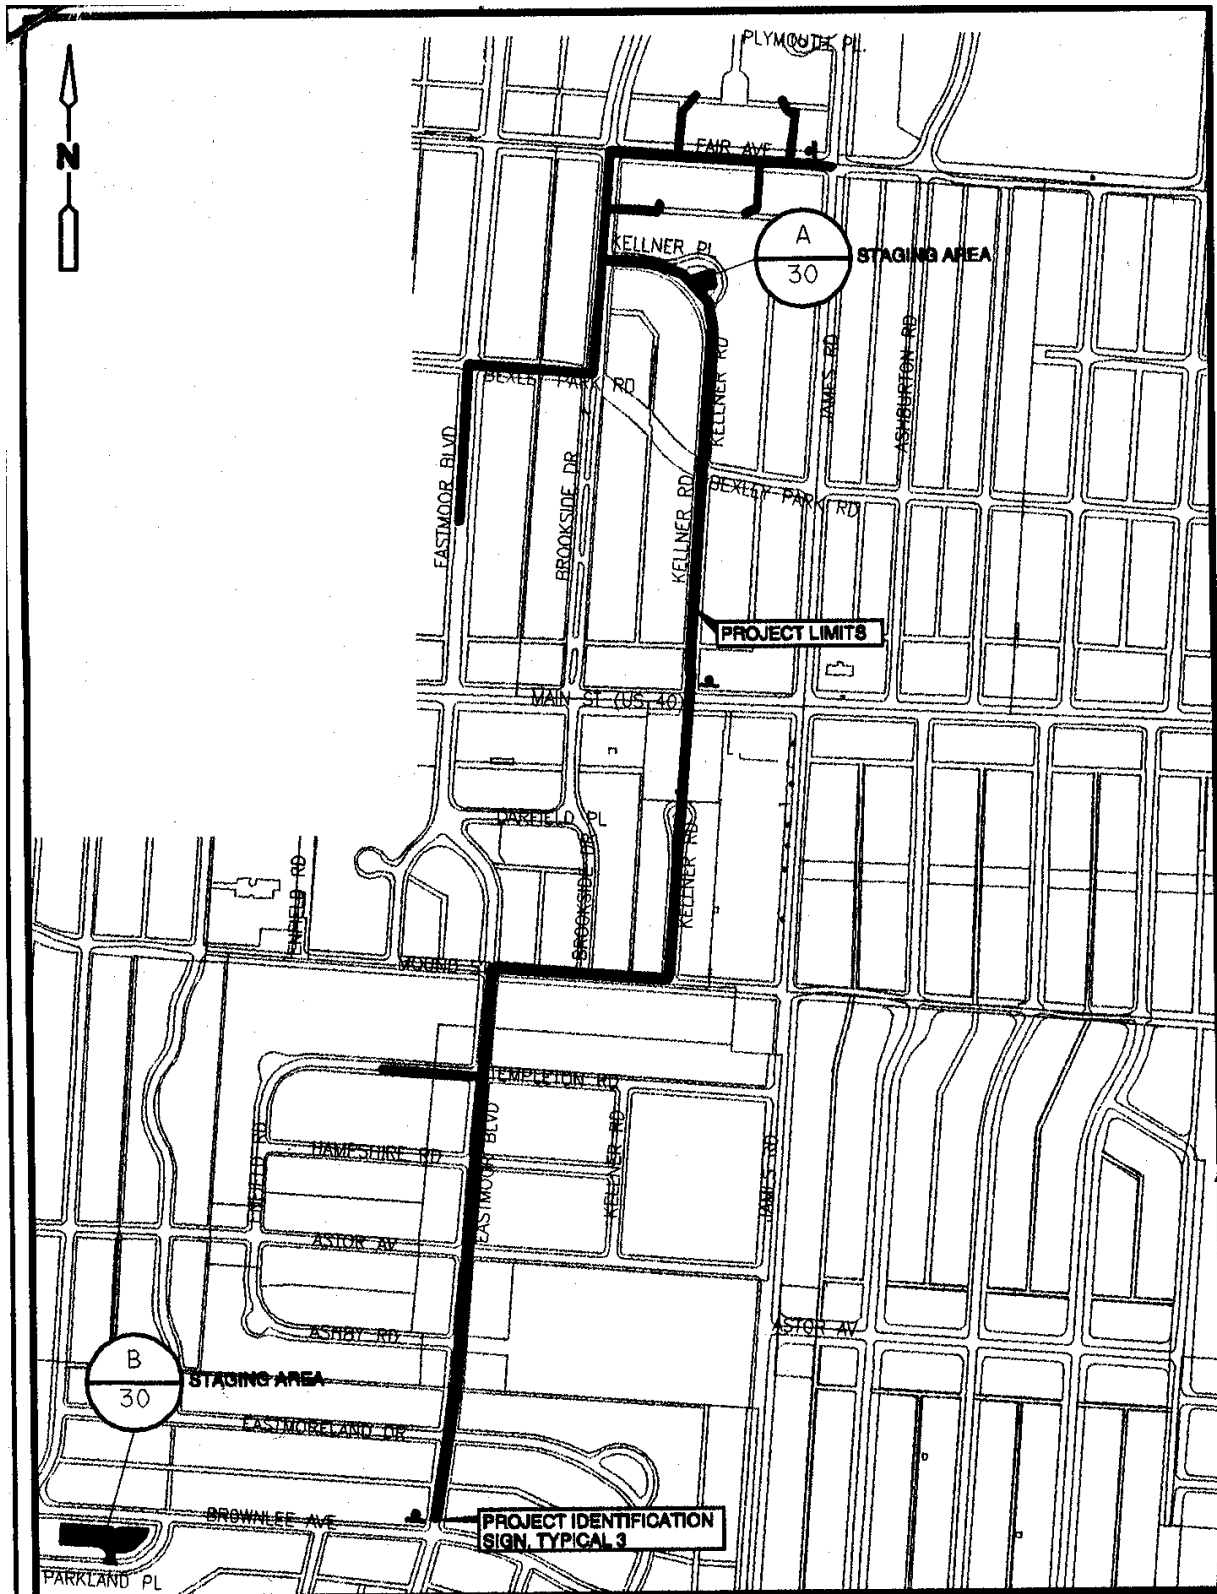 PLYMOUTH PL.
N
FAIR AVE
KELLNER PL
A
30
STAGING AREA
BEXLEY PARK RD
EASTMOOR BLVD
BROOKSIDE DR
KELLNER RD
KELLNER RD
JAMES RD
ASHBURTON RD
BEXLEY PARK RD
PROJECT LIMITS
MAIN ST (US 40)
DARFIELD PL
BROOKSIDE DR
KELLNER RD
ENFIELD RD
MOUND ST
TEMPLETON RD
EASTMOOR BLVD
KELLNER RD
JAMES RD
HAMPSHIRE RD
ENFIELD RD
ASTOR AV
ASHBY RD
ASTOR AV
B
30
STAGING AREA
EASTMORELAND DR
BROWNLEE AVE
PROJECT IDENTIFICATION
SIGN, TYPICAL 3
PARKLAND PL